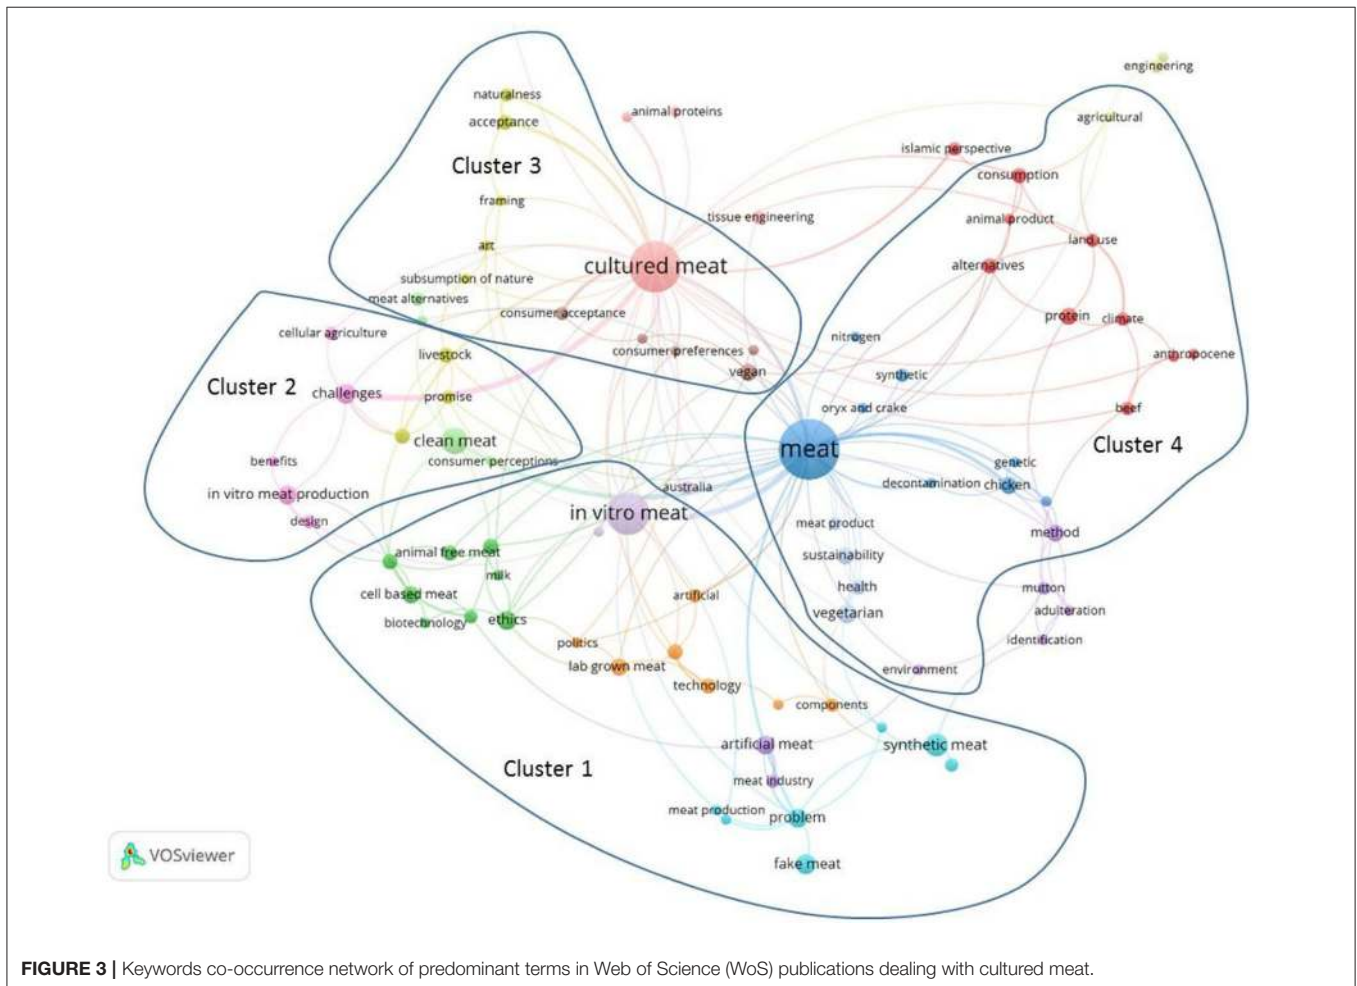 engineering
naturalness
animal proteins
acceptance
agricultural
islamic perspective
Cluster 3
consumption
framing
tissue engineering
animal product
art
land use
cultured meat
alternatives
subsumption of nature
meat alternatives
consumer acceptance
protein
climate
cellular agriculture
nitrogen
livestock
consumer preferences
anthropocene
vegan
synthetic
Cluster 2
challenges
promise
oryx and crake
beef
clean meat
meat
Cluster 4
benefits
consumer perceptions
genetic
in vitro meat production
australia
decontamination
chicken
design
in vitro meat
meat product
method
animal free meat
sustainability
milk
cell based meat
artificial
health
mutton
biotechnology
ethics
vegetarian
adulteration
politics
identification
lab grown meat
environment
technology
components
Cluster 1
artificial meat
synthetic meat
meat industry
meat production
problem
VOSviewer
fake meat
FIGURE 3 | Keywords co-occurrence network of predominant terms in Web of Science (WoS) publications dealing with cultured meat.